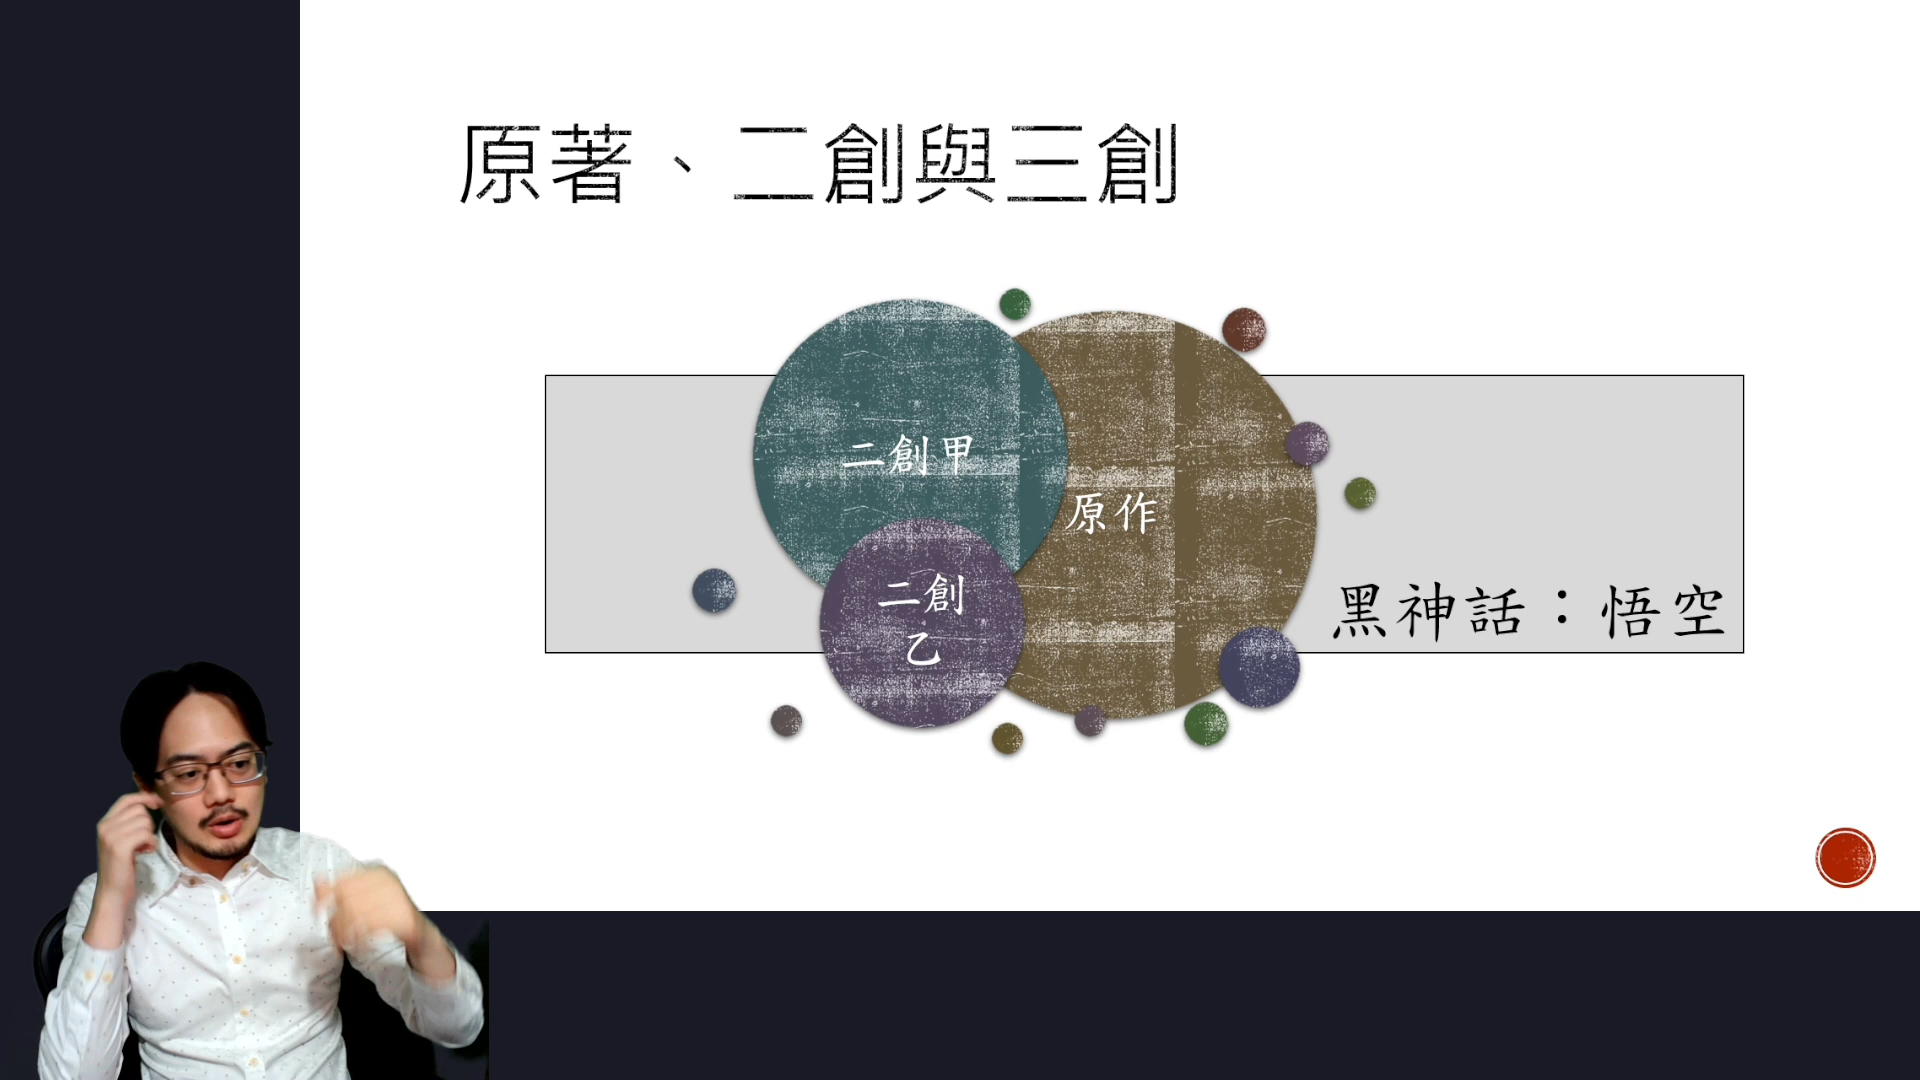 原著、二創與三創
二創甲
原作
二創
乙
黑神話：悟空